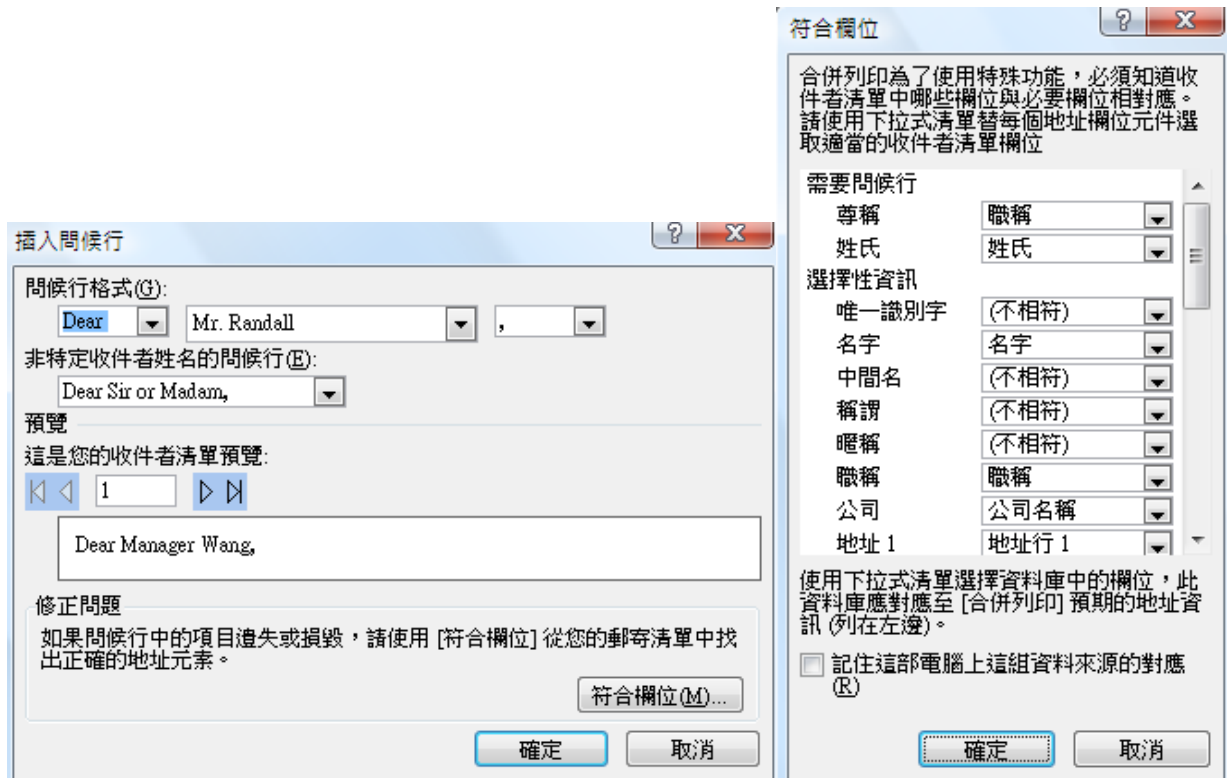 插入問候行
問候行格式(G):
Dear
Mr. Randall
,
非特定收件者姓名的問候行(E):
Dear Sir or Madam,
預覽
這是您的收件者清單預覽:
1
Dear Manager Wang,
修正問題
如果問候行中的項目遺失或損毀，請使用 [符合欄位] 從您的郵寄清單中找
出正確的地址元素。
符合欄位(M)...
確定
取消
符合欄位
合併列印為了使用特殊功能，必須知道收
件者清單中哪些欄位與必要欄位相對應。
請使用下拉式清單替每個地址欄位元件選
取適當的收件者清單欄位
需要問候行
尊稱 職稱
姓氏 姓氏
選擇性資訊
唯一識別字 (不相符)
名字 名字
中間名 (不相符)
稱謂 (不相符)
暱稱 (不相符)
職稱 職稱
公司 公司名稱
地址 1 地址行 1
使用下拉式清單選擇資料庫中的欄位，此
資料庫應對應至 [合併列印] 預期的地址資
訊 (列在左邊)。
記住這部電腦上這組資料來源的對應
(R)
確定
取消